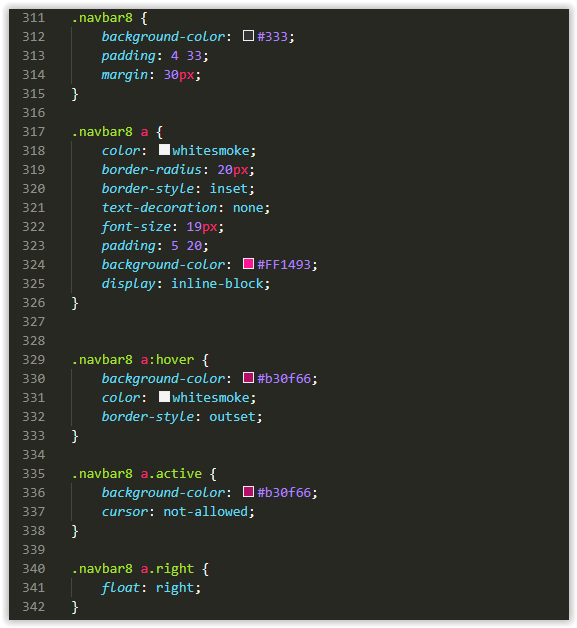 311 .navbar8 {
312     background-color: #333;
313     padding: 4 33;
314     margin: 30px;
315 }
316
317 .navbar8 a {
318     color: whitesmoke;
319     border-radius: 20px;
320     border-style: inset;
321     text-decoration: none;
322     font-size: 19px;
323     padding: 5 20;
324     background-color: #FF1493;
325     display: inline-block;
326 }
327
328
329 .navbar8 a:hover {
330     background-color: #b30f66;
331     color: whitesmoke;
332     border-style: outset;
333 }
334
335 .navbar8 a.active {
336     background-color: #b30f66;
337     cursor: not-allowed;
338 }
339
340 .navbar8 a.right {
341     float: right;
342 }